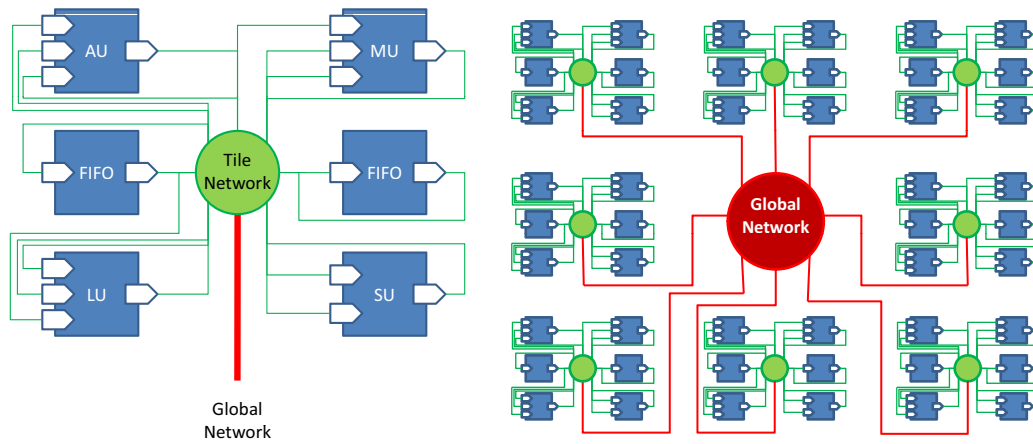 AU
MU
FIFO
Tile
Network
FIFO
LU
SU
Global
Network
Global
Network